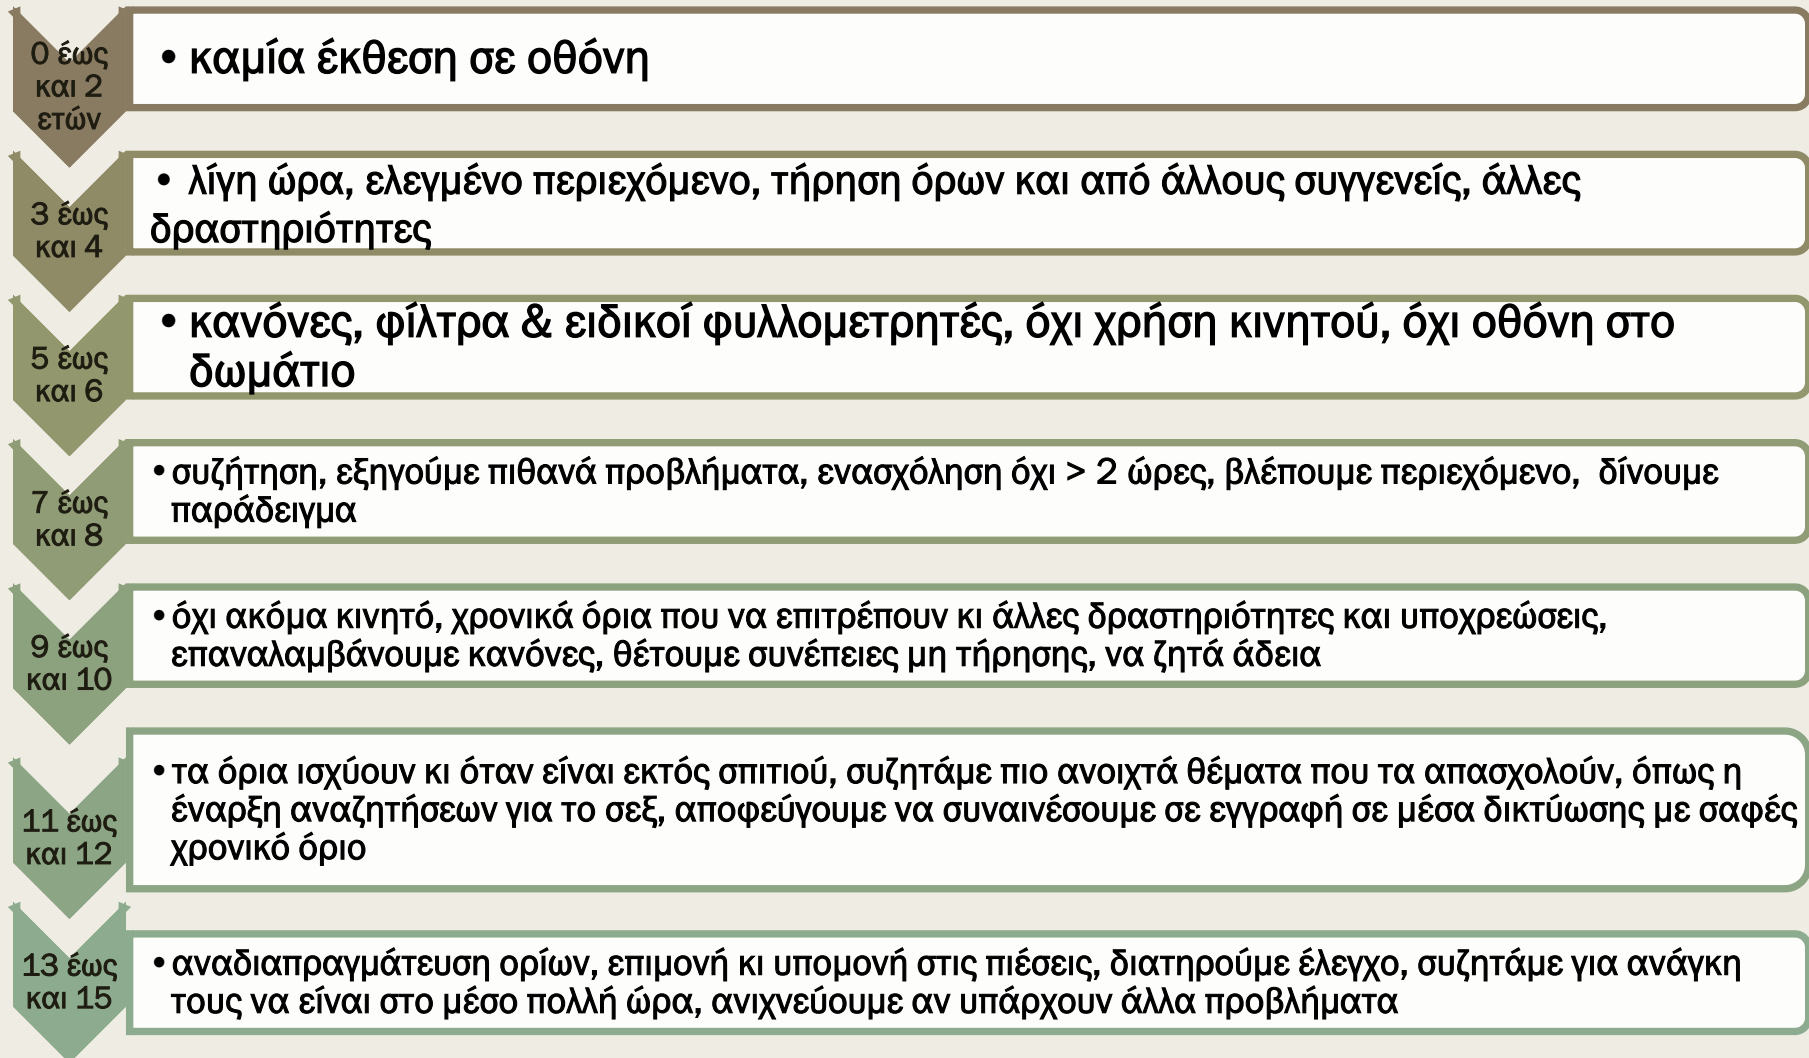 0 έως
και 2
ετών
• καμία έκθεση σε οθόνη
3 έως
και 4
• λίγη ώρα, ελεγμένο περιεχόμενο, τήρηση όρων και από άλλους συγγενείς, άλλες
δραστηριότητες
5 έως
και 6
• κανόνες, φίλτρα & ειδικοί φυλλομετρητές, όχι χρήση κινητού, όχι οθόνη στο
δωμάτιο
7 έως
και 8
• συζήτηση, εξηγούμε πιθανά προβλήματα, ενασχόληση όχι > 2 ώρες, βλέπουμε περιεχόμενο, δίνουμε
παράδειγμα
9 έως
και 10
• όχι ακόμα κινητό, χρονικά όρια που να επιτρέπουν κι άλλες δραστηριότητες και υποχρεώσεις,
επαναλαμβάνουμε κανόνες, θέτουμε συνέπειες μη τήρησης, να ζητά άδεια
11 έως
και 12
• τα όρια ισχύουν κι όταν είναι εκτός σπιτιού, συζητάμε πιο ανοιχτά θέματα που τα απασχολούν, όπως η
έναρξη αναζητήσεων για το σεξ, αποφεύγουμε να συναινέσουμε σε εγγραφή σε μέσα δικτύωσης με σαφές
χρονικό όριο
13 έως
και 15
• αναδιαπραγμάτευση ορίων, επιμονή κι υπομονή στις πιέσεις, διατηρούμε έλεγχο, συζητάμε για ανάγκη
τους να είναι στο μέσο πολλή ώρα, ανιχνεύουμε αν υπάρχουν άλλα προβλήματα